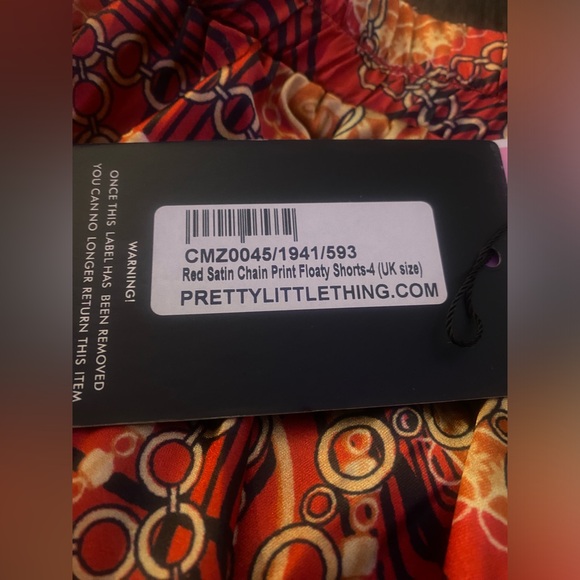 CMZ0045/1941/593
Red Satin Chain Print Floaty Shorts-4 (UK size)
PRETTYLITTLETHING.COM
WARNING!
ONCE THIS LABEL HAS BEEN REMOVED
YOU CAN NO LONGER RETURN THIS ITEM